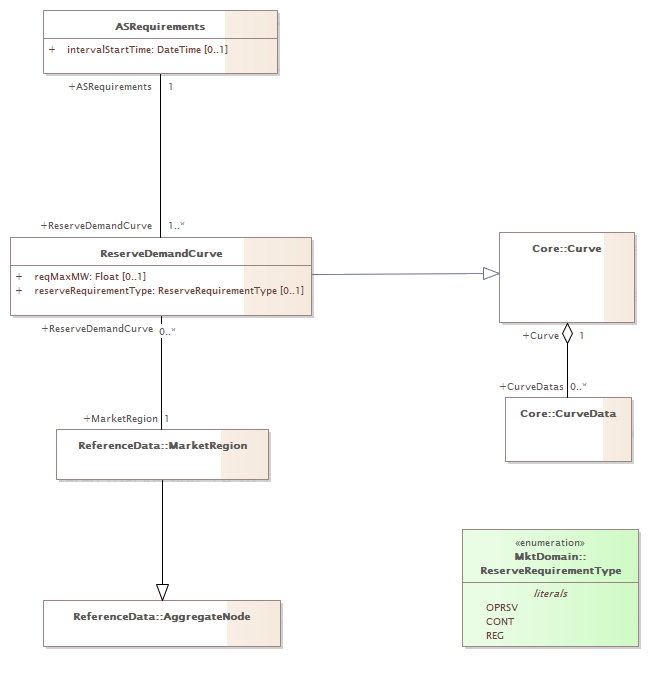 ASRequirements
+ intervalStartTime: DateTime [0..1]
+ASRequirements 1
+ReserveDemandCurve 1..*
ReserveDemandCurve
+ reqMaxMW: Float [0..1]
+ reserveRequirementType: ReserveRequirementType [0..1]
+ReserveDemandCurve 0..*
Core::Curve
+Curve 1
+CurveDatas 0..*
Core::CurveData
+MarketRegion 1
ReferenceData::MarketRegion
ReferenceData::AggregateNode
«enumeration»
MktDomain::
ReserveRequirementType
literals
OPRSV
CONT
REG